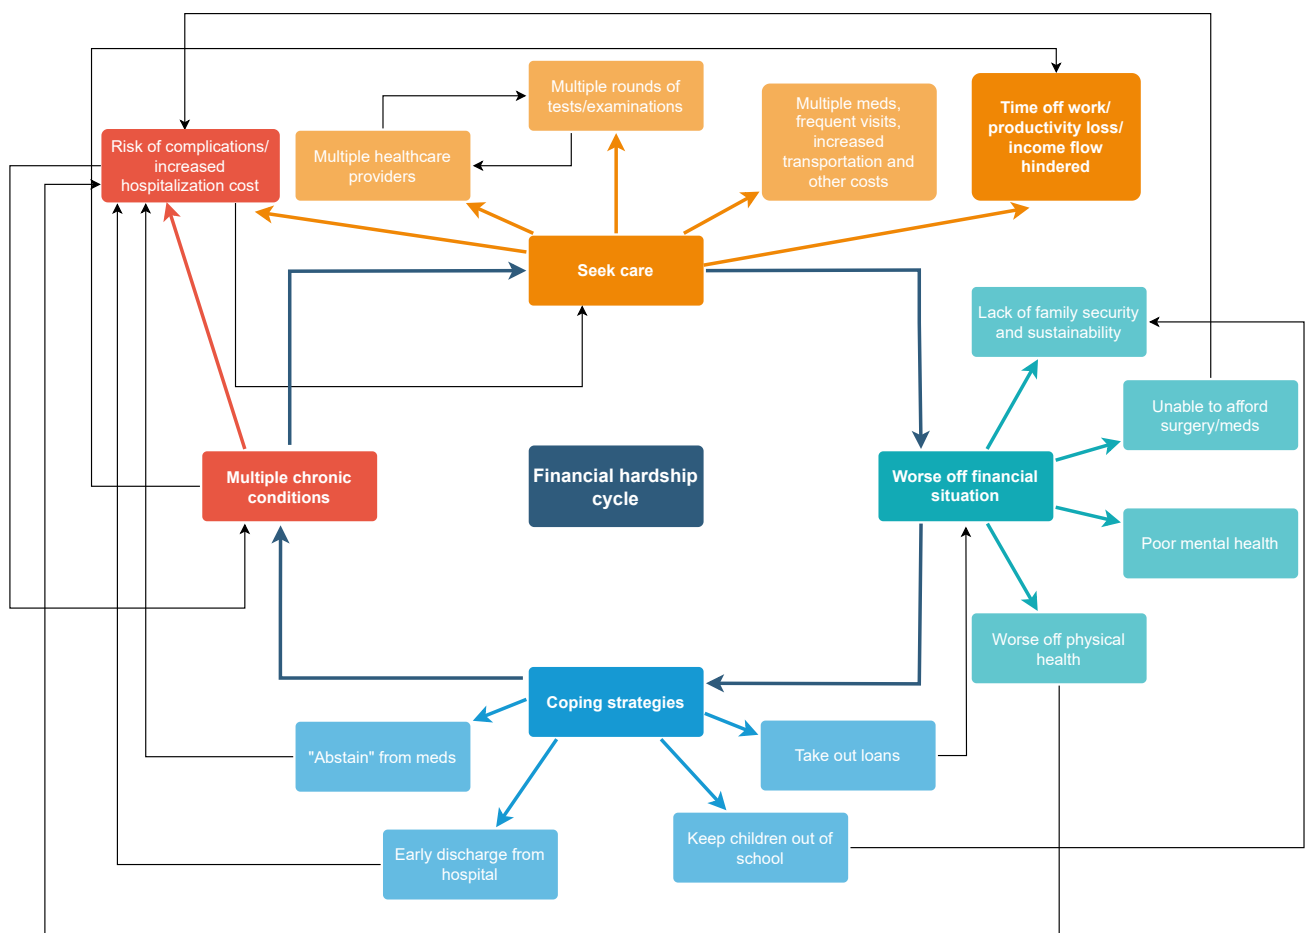 Multiple rounds of
tests/examinations
Multiple meds,
frequent visits,
increased
transportation and
other costs
Time off work/
productivity loss/
income flow
hindered
Risk of complications/
increased
hospitalization cost
Multiple healthcare
providers
Seek care
Lack of family security
and sustainability
Unable to afford
surgery/meds
Multiple chronic
conditions
Financial hardship
cycle
Worse off financial
situation
Poor mental health
Worse off physical
health
Coping strategies
"Abstain" from meds
Take out loans
Early discharge from
hospital
Keep children out of
school